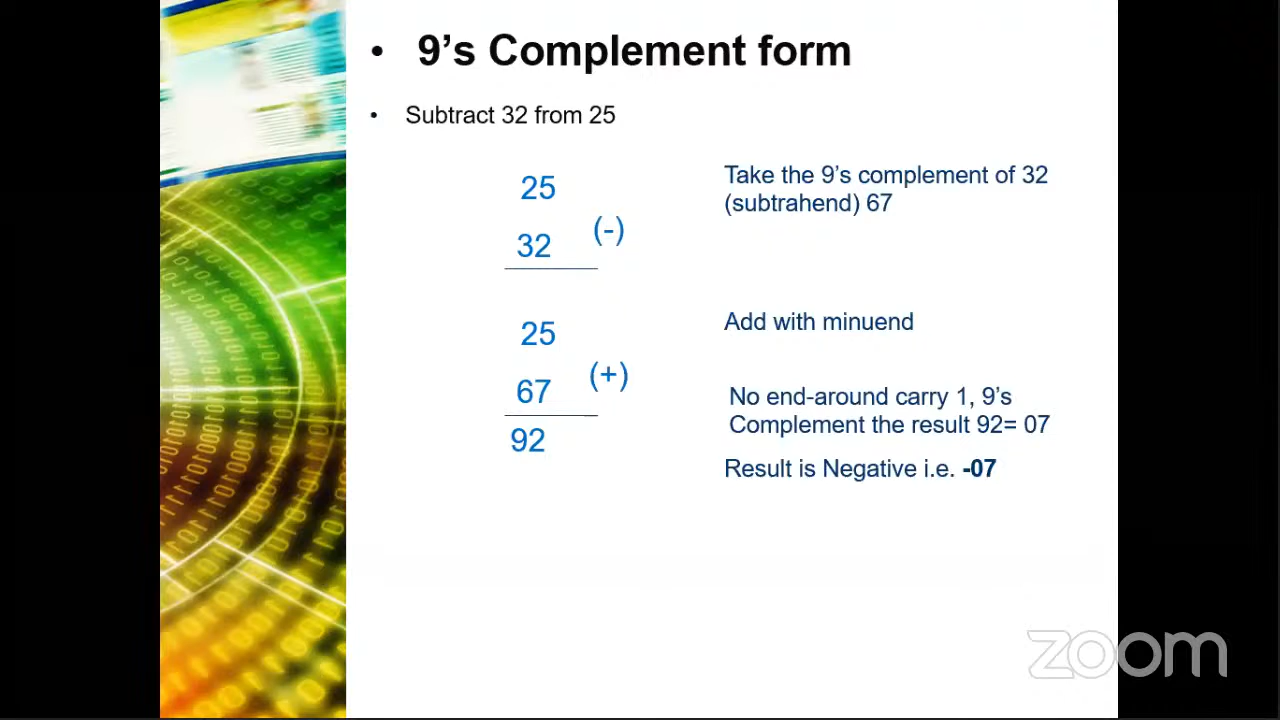 • 9’s Complement form
• Subtract 32 from 25
25
Take the 9’s complement of 32
(subtrahend) 67
(-)
32
25
Add with minuend
(+)
67
No end-around carry 1, 9’s
Complement the result 92= 07
92
Result is Negative i.e. -07
zoom